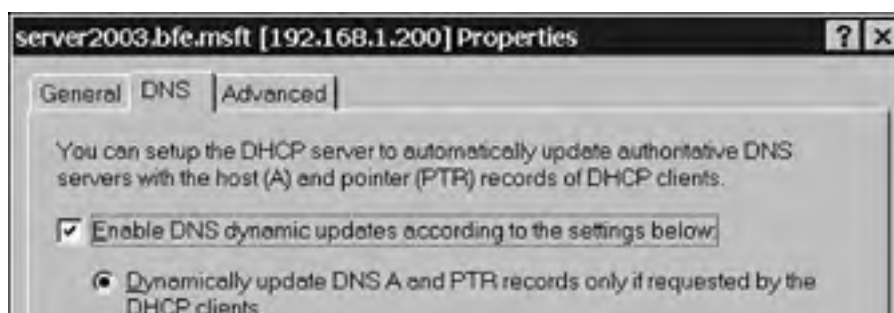 server2003.bfe.msft [192.168.1.200] Properties ? ×
General DNS Advanced
You can setup the DHCP server to automatically update authoritative DNS
servers with the host (A) and pointer (PTR) records of DHCP clients.
Enable DNS dynamic updates according to the settings below:
Dynamically update DNS A and PTR records only if requested by the
DHCP clients